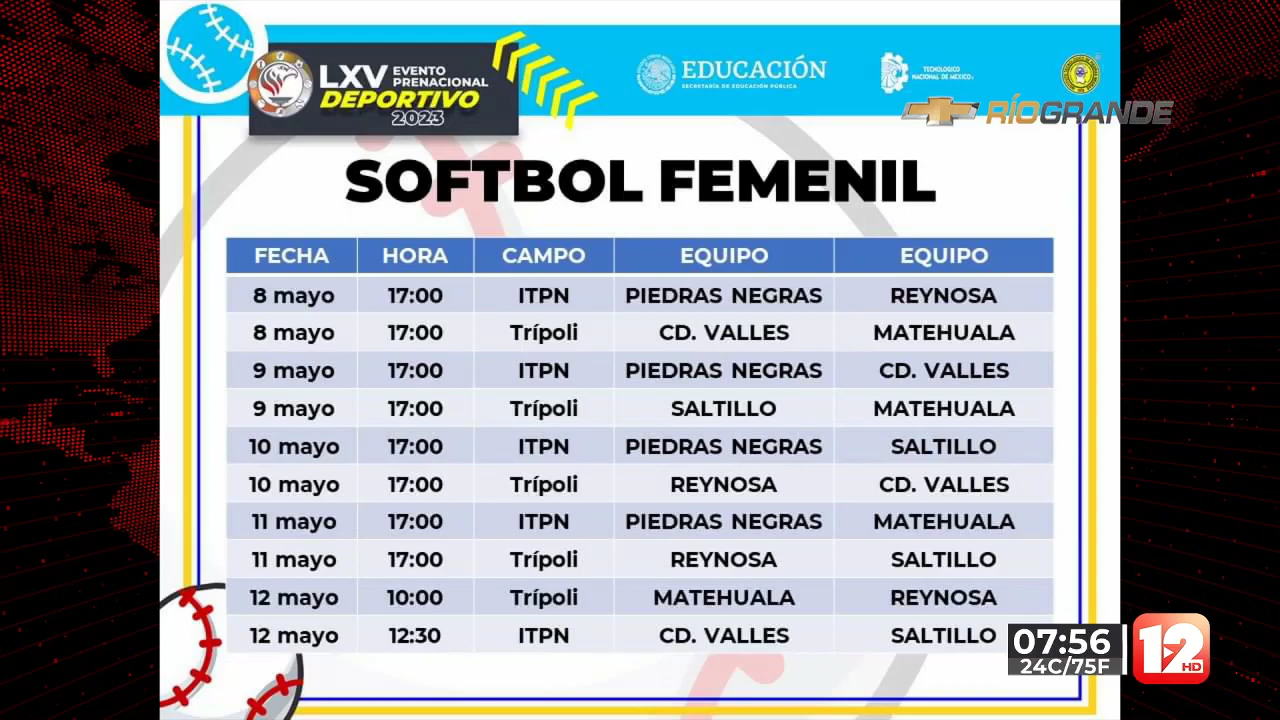 LXV EVENTO PRENACIONAL
DEPORTIVO
2023
EDUCACIÓN
SECRETARÍA DE EDUCACIÓN PÚBLICA
TECNOLÓGICO
NACIONAL DE MÉXICO
RÍOGRANDE
SOFTBOL FEMENIL
FECHA HORA CAMPO EQUIPO EQUIPO
8 mayo 17:00 ITPN PIEDRAS NEGRAS REYNOSA
8 mayo 17:00 Trípoli CD. VALLES MATEHUALA
9 mayo 17:00 ITPN PIEDRAS NEGRAS CD. VALLES
9 mayo 17:00 Trípoli SALTILLO MATEHUALA
10 mayo 17:00 ITPN PIEDRAS NEGRAS SALTILLO
10 mayo 17:00 Trípoli REYNOSA CD. VALLES
11 mayo 17:00 ITPN PIEDRAS NEGRAS MATEHUALA
11 mayo 17:00 Trípoli REYNOSA SALTILLO
12 mayo 10:00 Trípoli MATEHUALA REYNOSA
12 mayo 12:30 ITPN CD. VALLES SALTILLO
07:56
24C/75F
12
HD